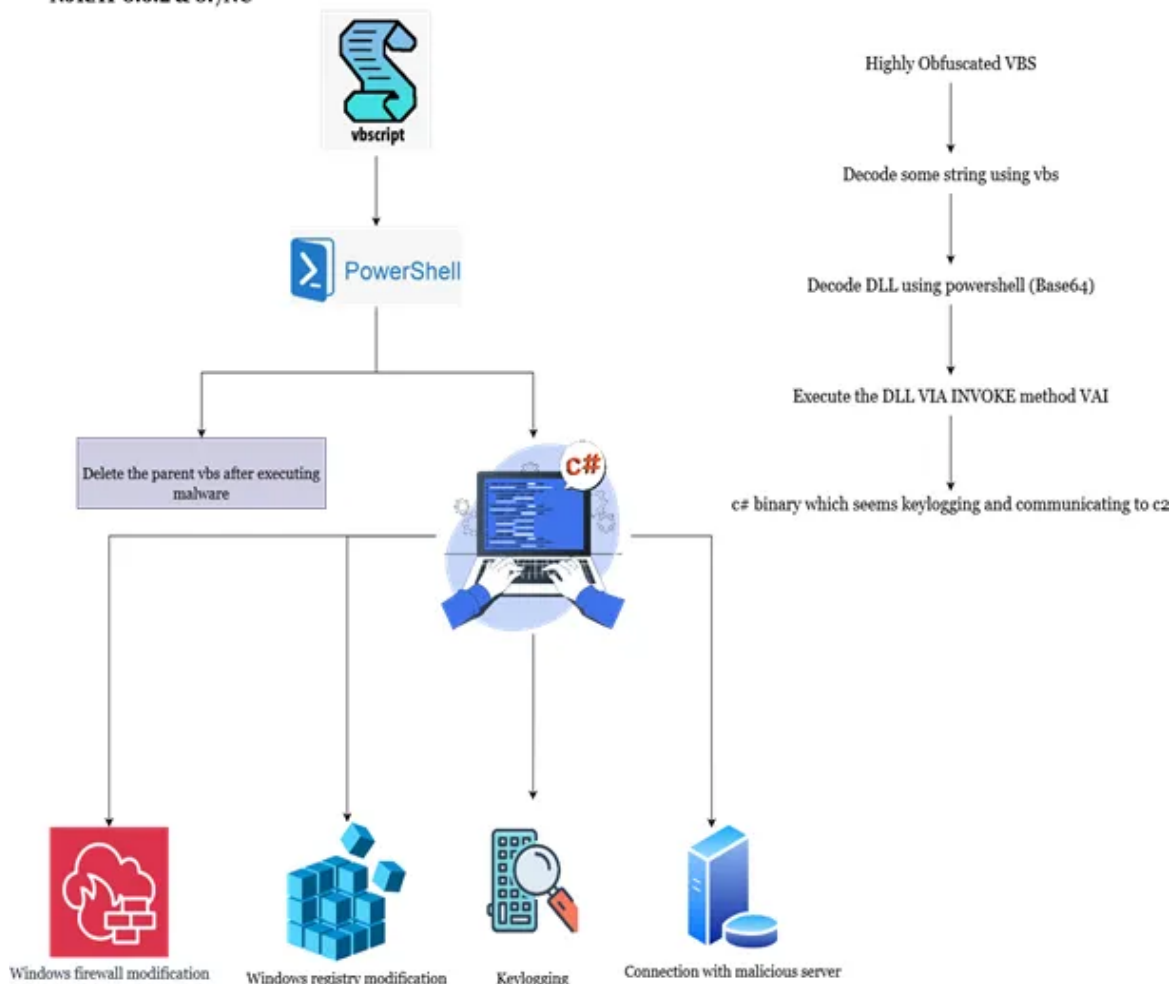 vbscript
PowerShell
Delete the parent vbs after executing
malware
C#
Windows firewall modification
Windows registry modification
Keylogging
Connection with malicious server
Highly Obfuscated VBS
Decode some string using vbs
Decode DLL using powershell (Base64)
Execute the DLL VIA INVOKE method VAI
c# binary which seems keylogging and communicating to c2